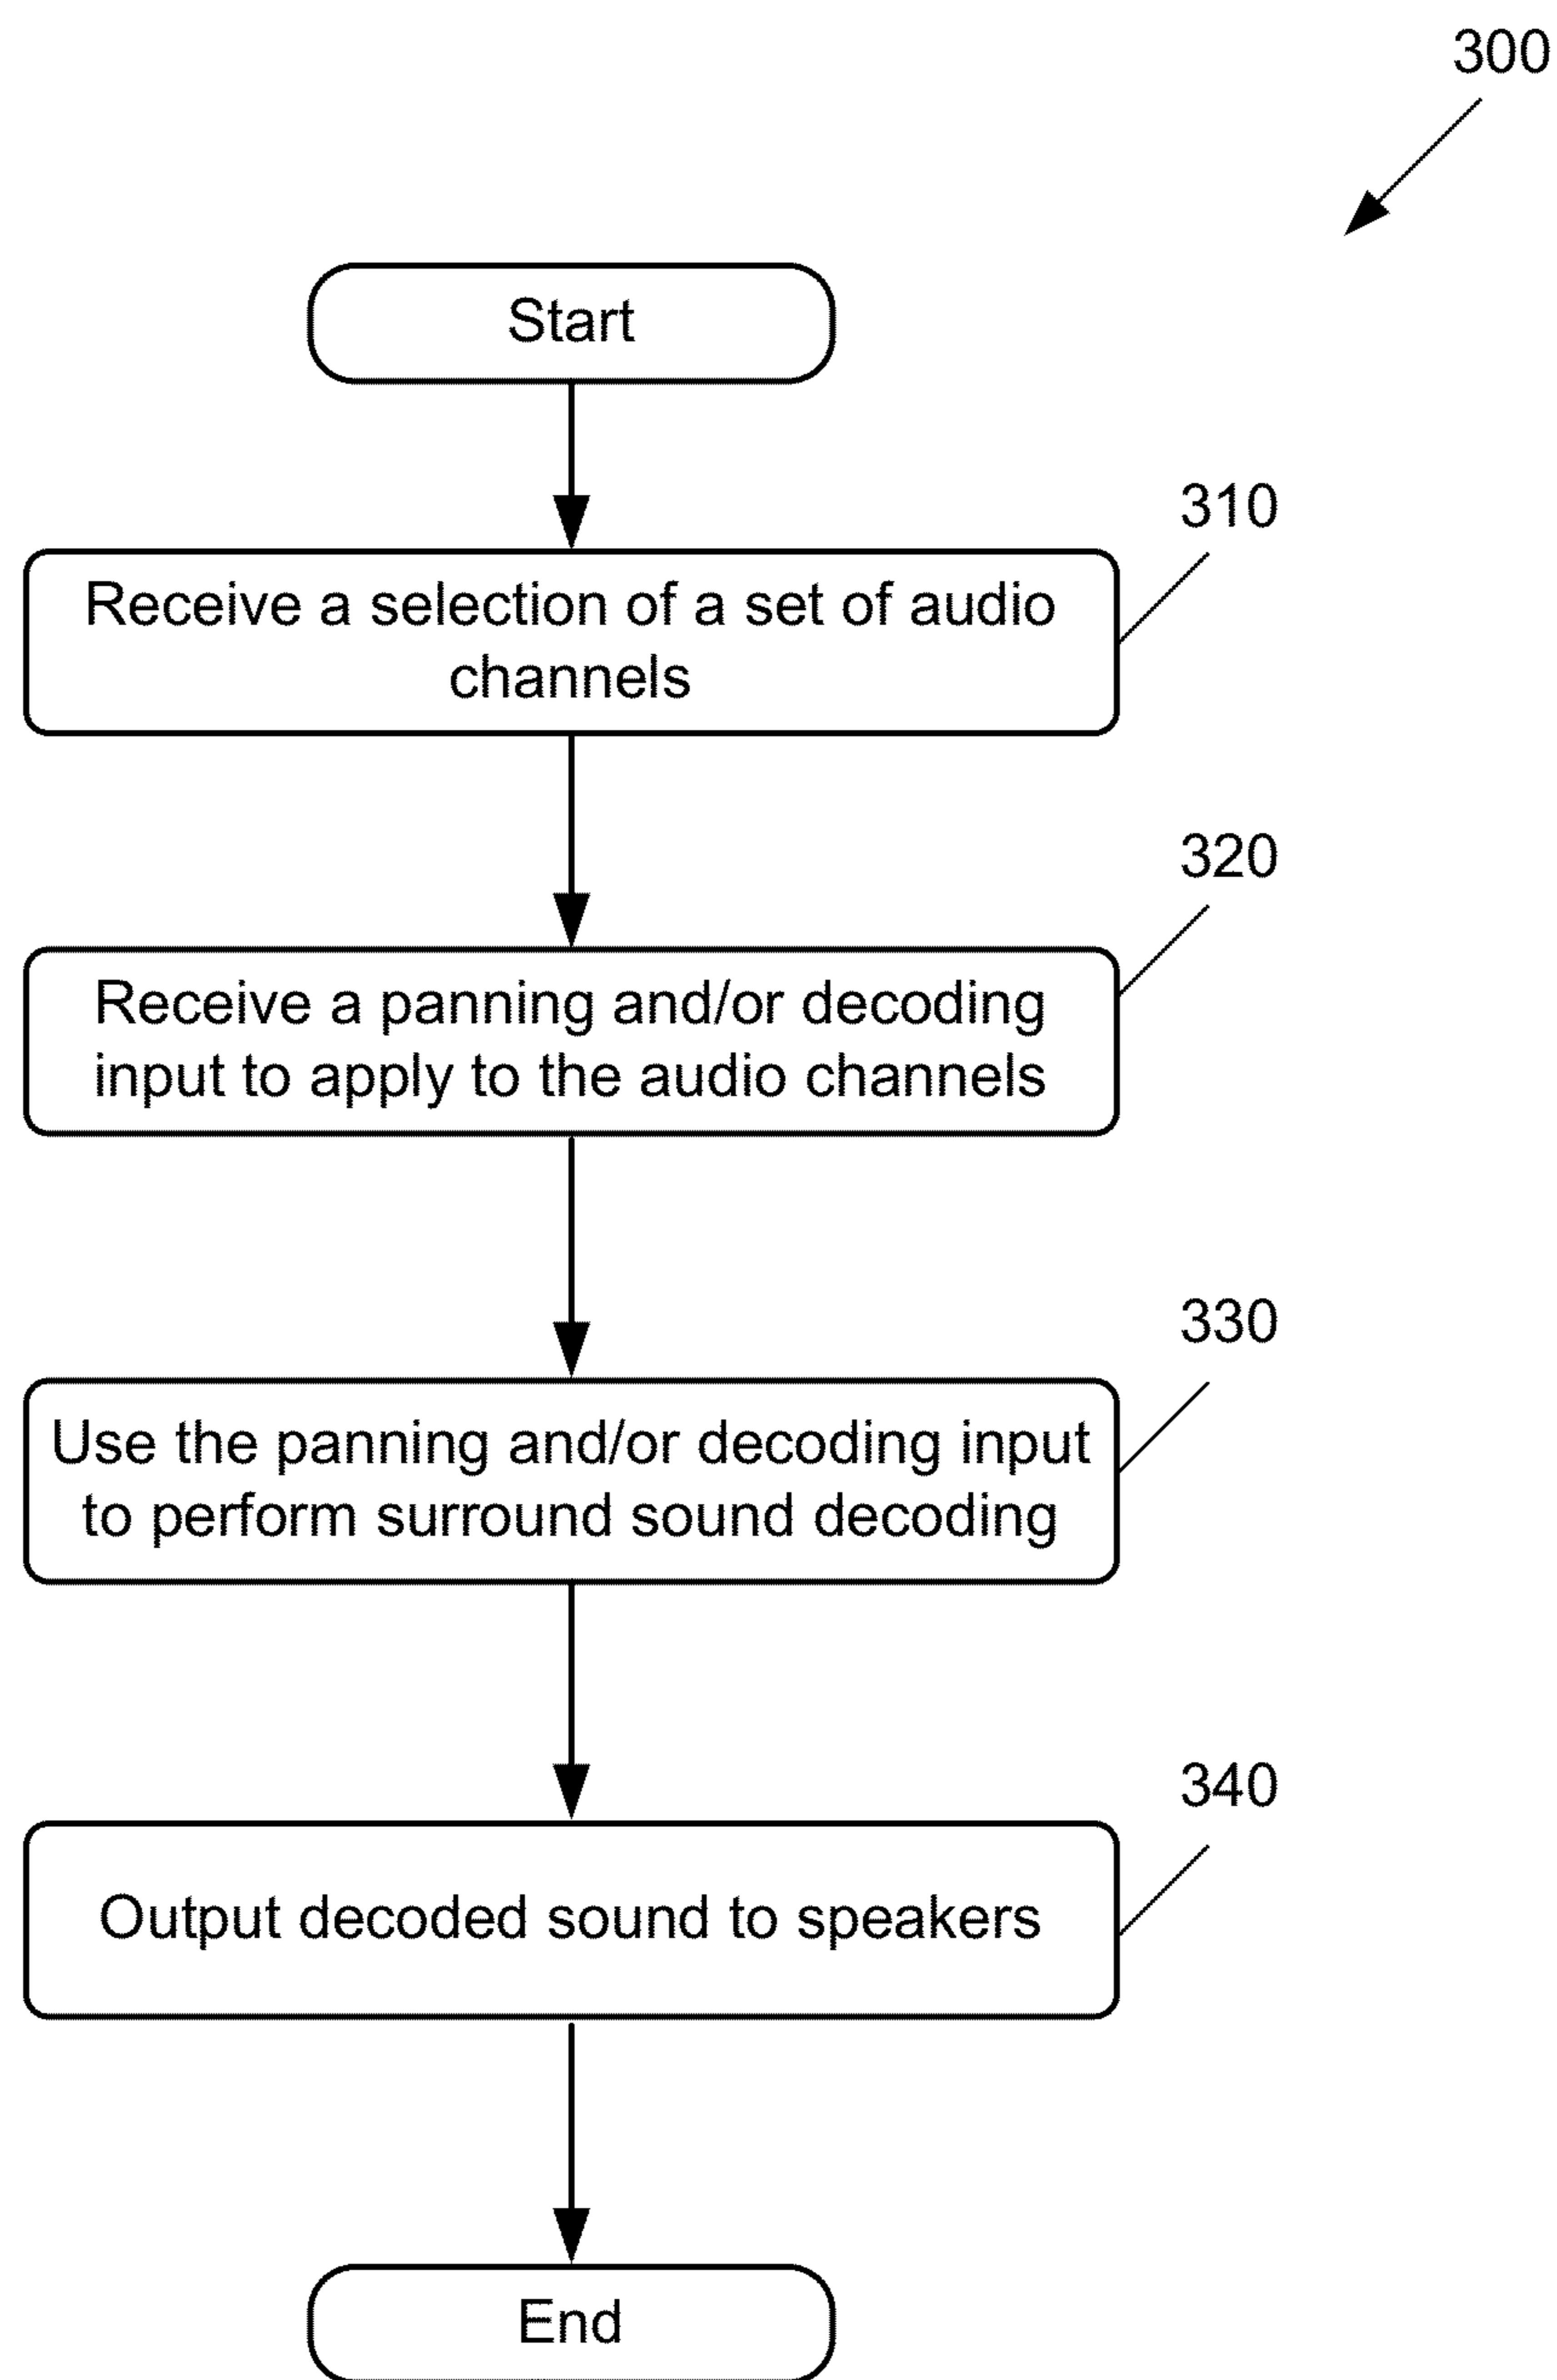 300
Start
310
Receive a selection of a set of audio
channels
320
Receive a panning and/or decoding
input to apply to the audio channels
330
Use the panning and/or decoding input
to perform surround sound decoding
340
Output decoded sound to speakers
End